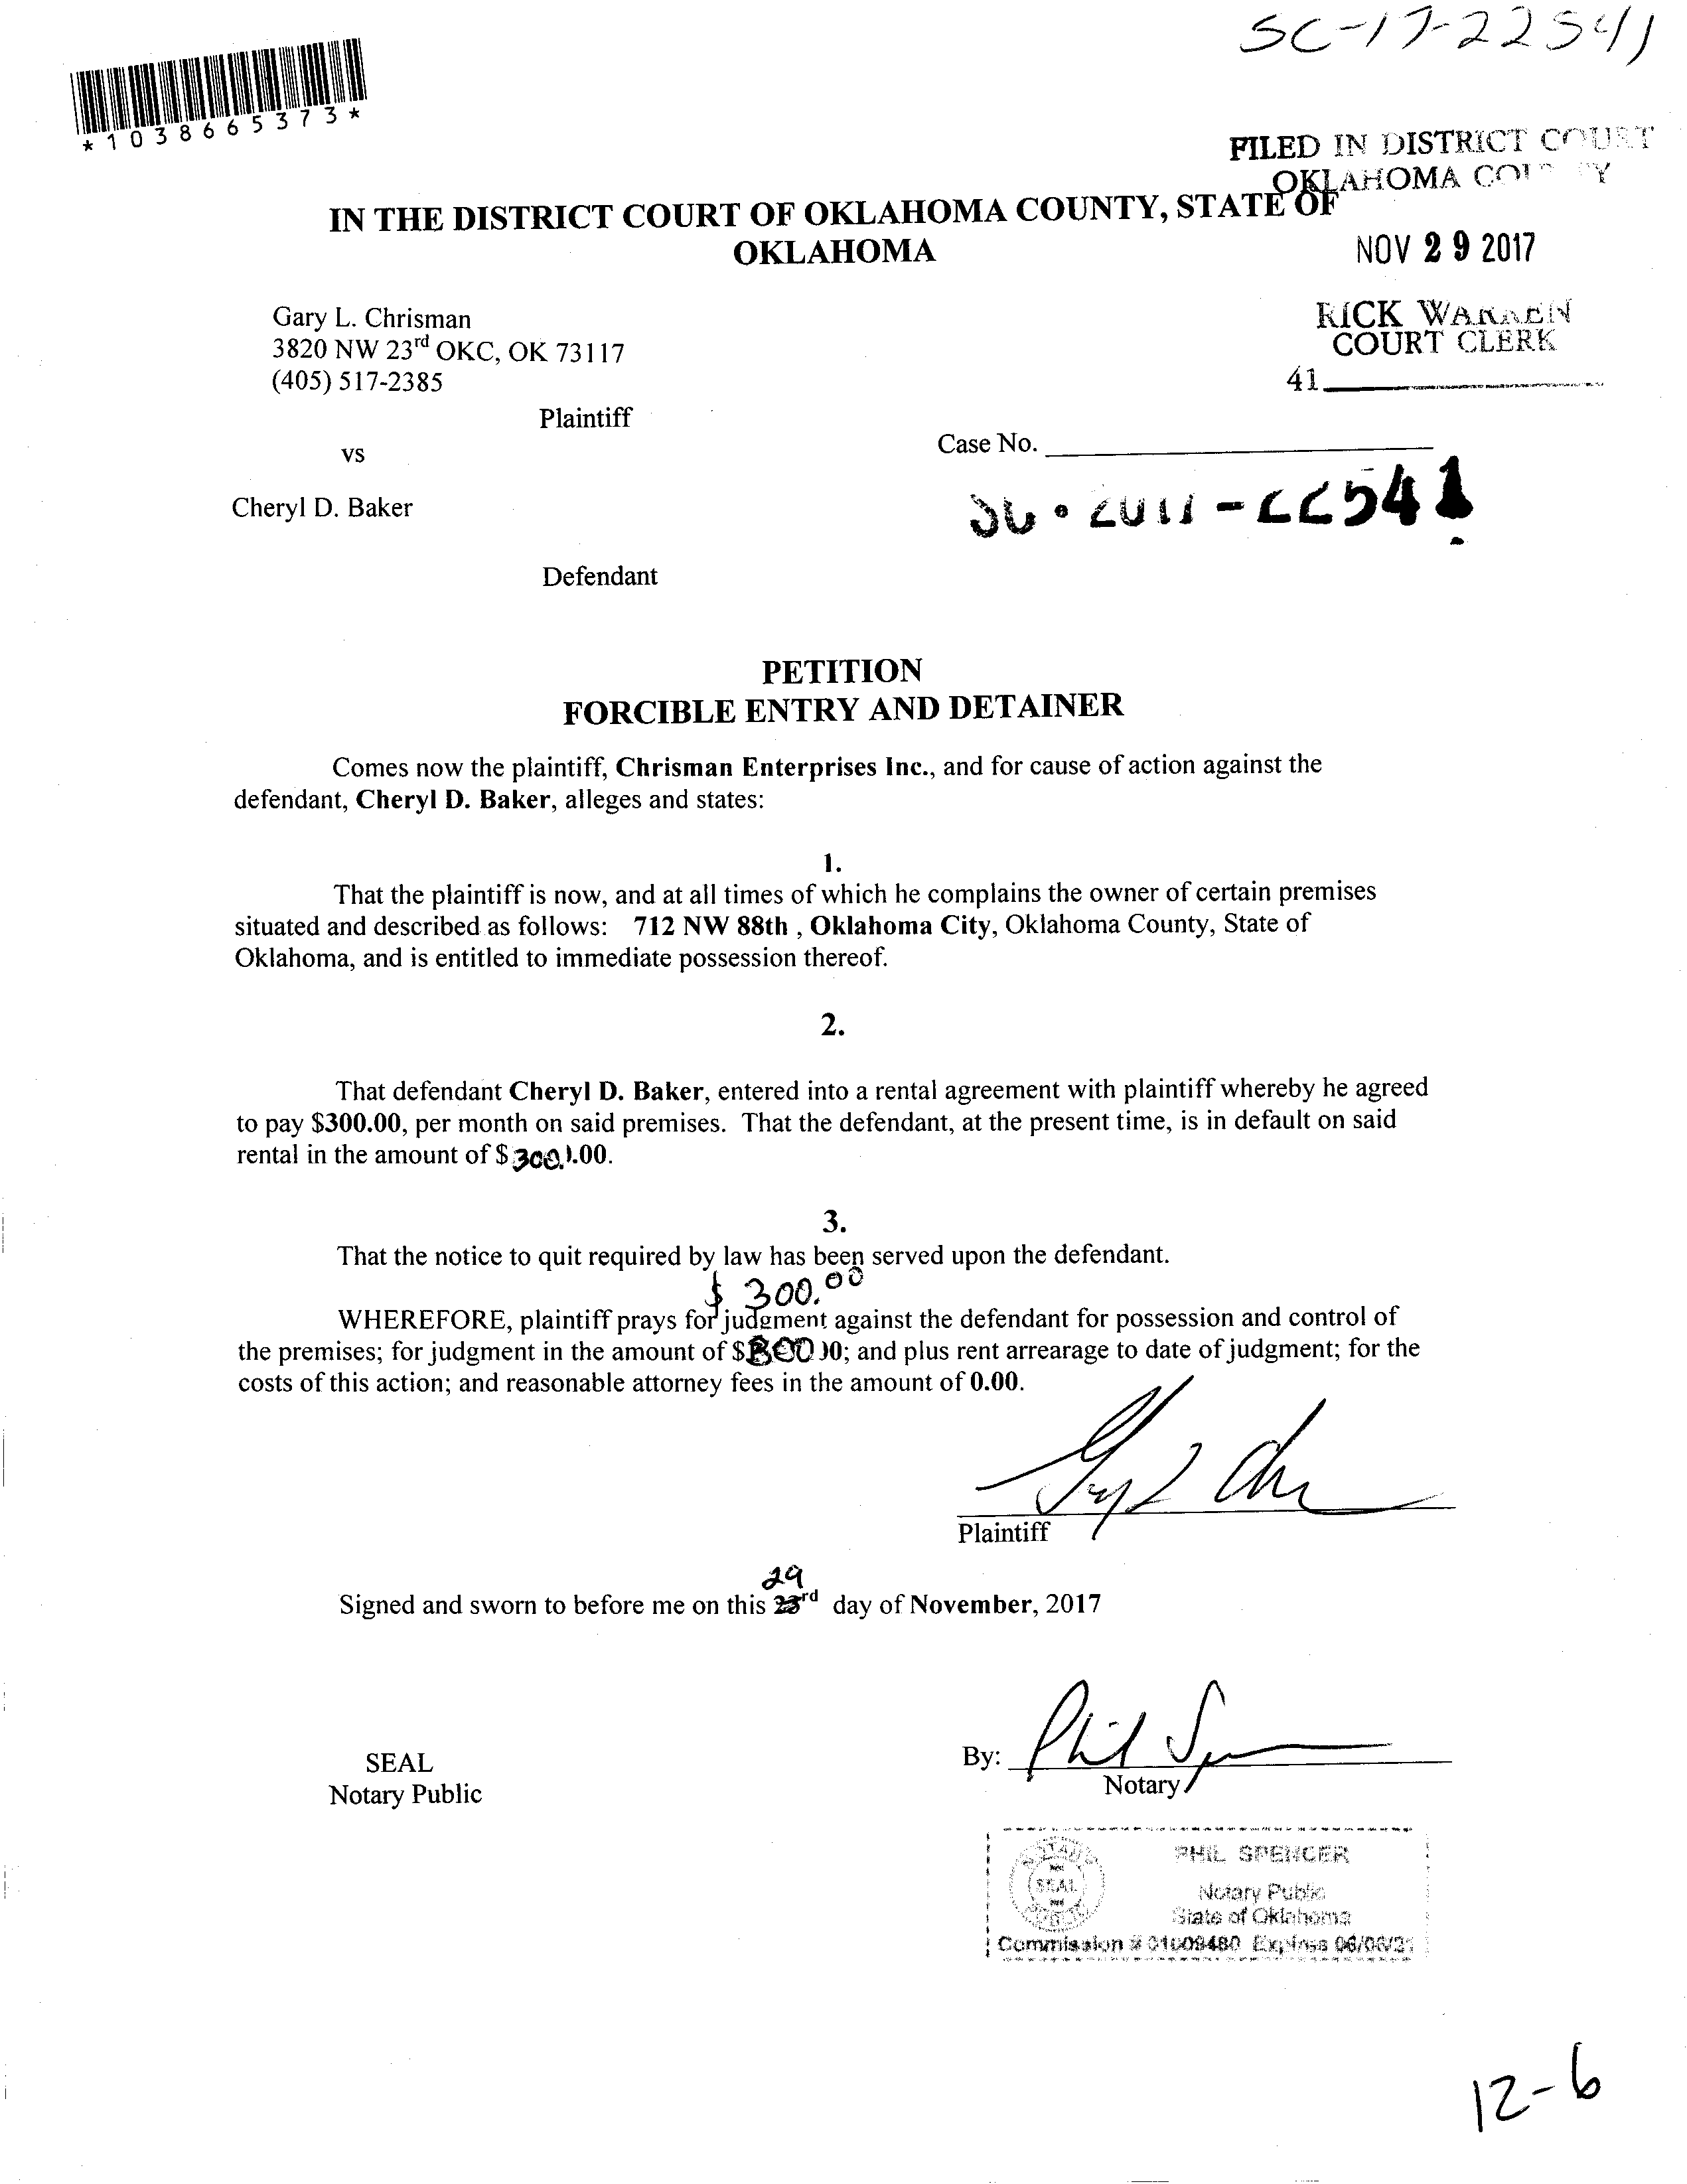 SC-17-22541
*1038665373*
FILED IN DISTRICT COURT
OKLAHOMA
IN THE DISTRICT COURT OF OKLAHOMA COUNTY, STATE OF
OKLAHOMA
NOV 29 2017
RICK WARREN
COURT CLERK
41
Gary L. Chrisman
3820 NW 23rd OKC, OK 73117
(405) 517-2385
Plaintiff
Case No.
vs
Cheryl D. Baker
Defendant
PETITION
FORCIBLE ENTRY AND DETAINER
Comes now the plaintiff, Chrisman Enterprises Inc., and for cause of action against the
defendant, Cheryl D. Baker, alleges and states:
1.
That the plaintiff is now, and at all times of which he complains the owner of certain premises
situated and described as follows: 712 NW 88th , Oklahoma City, Oklahoma County, State of
Oklahoma, and is entitled to immediate possession thereof.
2.
That defendant Cheryl D. Baker, entered into a rental agreement with plaintiff whereby he agreed
to pay $300.00, per month on said premises. That the defendant, at the present time, is in default on said
rental in the amount of $
3.
That the notice to quit required by law has been served upon the defendant.
$ 300.00
WHEREFORE, plaintiff prays for judgment against the defendant for possession and control of
the premises; for judgment in the amount of $ and plus rent arrearage to date of judgment; for the
costs of this action; and reasonable attorney fees in the amount of 0.00.
Plaintiff
29
Signed and sworn to before me on this 23rd day of November, 2017
SEAL
Notary Public
By:
Notary
PHIL SPENCER
Notary Public
State of Oklahoma
SEAL
Commission # 01009480 Expires
12-6